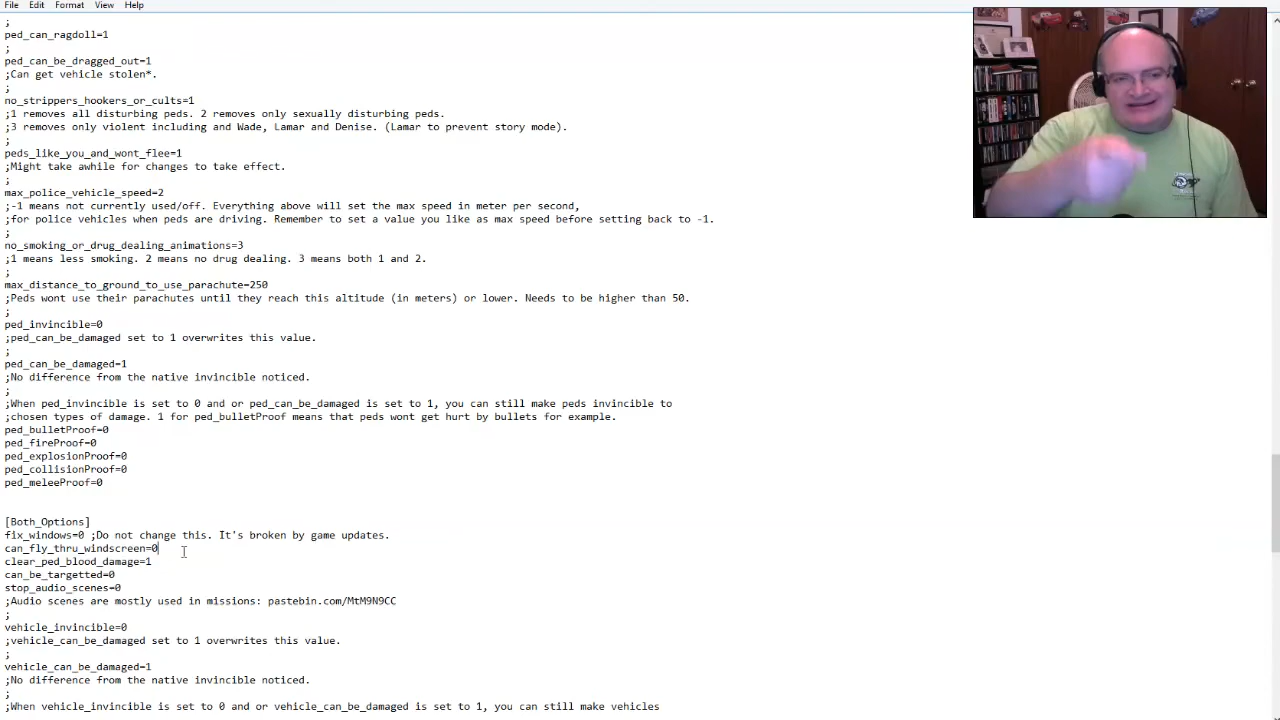 File Edit Format View Help
;
ped_can_ragdoll=1
;
ped_can_be_dragged_out=1
;Can get vehicle stolen*.
;
no_strippers_hookers_or_cults=1
;1 removes all disturbing peds. 2 removes only sexually disturbing peds.
;3 removes only violent including and Wade, Lamar and Denise. (Lamar to prevent story mode).
;
peds_like_you_and_wont_flee=1
;Might take awhile for changes to take effect.
;
max_police_vehicle_speed=2
;-1 means not currently used/off. Everything above will set the max speed in meter per second,
;for police vehicles when peds are driving. Remember to set a value you like as max speed before setting back to -1.
;
no_smoking_or_drug_dealing_animations=3
;1 means less smoking. 2 means no drug dealing. 3 means both 1 and 2.
;
max_distance_to_ground_to_use_parachute=250
;Peds wont use their parachutes until they reach this altitude (in meters) or lower. Needs to be higher than 50.
;
ped_invincible=0
;ped_can_be_damaged set to 1 overwrites this value.
;
ped_can_be_damaged=1
;No difference from the native invincible noticed.
;
;When ped_invincible is set to 0 and or ped_can_be_damaged is set to 1, you can still make peds invincible to
;chosen types of damage. 1 for ped_bulletProof means that peds wont get hurt by bullets for example.
ped_bulletProof=0
ped_fireProof=0
ped_explosionProof=0
ped_collisionProof=0
ped_meleeProof=0
[Both_Options]
fix_windows=0 ;Do not change this. It's broken by game updates.
can_fly_thru_windscreen=0
clear_ped_blood_damage=1
can_be_targetted=0
stop_audio_scenes=0
;Audio scenes are mostly used in missions: pastebin.com/MtM9N9CC
;
vehicle_invincible=0
;vehicle_can_be_damaged set to 1 overwrites this value.
;
vehicle_can_be_damaged=1
;No difference from the native invincible noticed.
;
;When vehicle_invincible is set to 0 and or vehicle_can_be_damaged is set to 1, you can still make vehicles